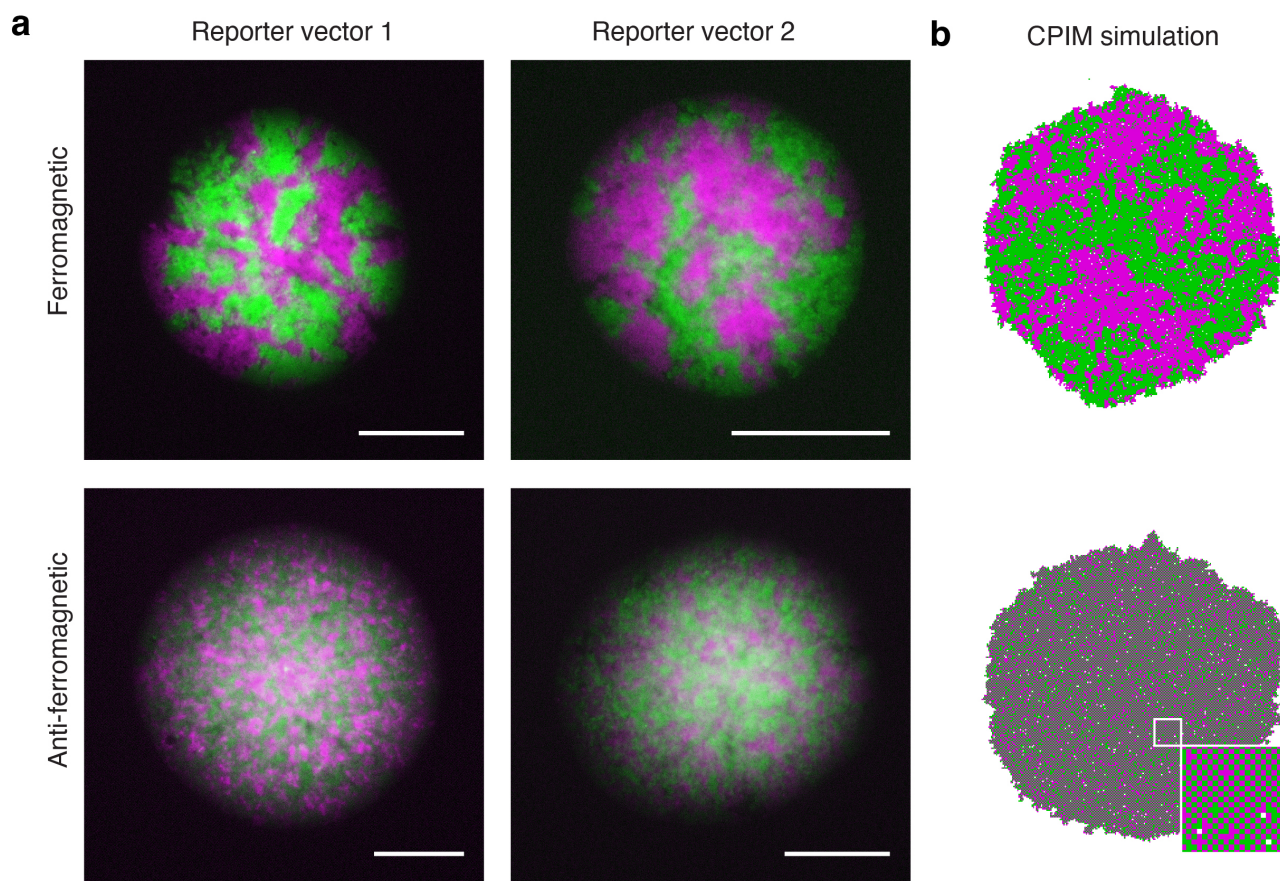 a
Reporter vector 1
Reporter vector 2
b
CPIM simulation
Ferromagnetic
Anti-ferromagnetic